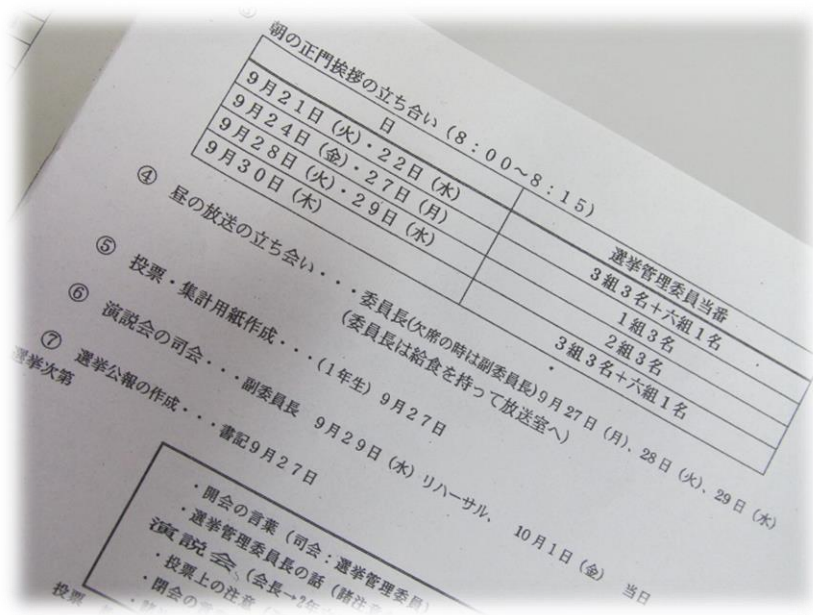 朝の正門挨拶の立ち合い（8：00～8：15）
日 選挙管理委員当番
9月21日（火）・22日（水） 3組3名＋六組1名
9月24日（金）・27日（月） 1組3名
9月28日（火）・29日（水） 2組3名
9月30日（木） 3組3名＋六組1名
④ 昼の放送の立ち会い・・・委員長(欠席の時は副委員長)9月27日（月)、28日（火)、29日（水）
(委員長は給食を持って放送室へ)
⑤ 投票・集計用紙作成・・・(1年生) 9月27日
⑥ 演説会の司会・・・副委員長 9月29日（水）リハーサル、 10月1日（金） 当日
⑦ 選挙公報の作成・・・書記9月27日
選挙次第
・開会の言葉（司会：選挙管理委員）
・選挙管理委員長の話（諸注意
演説会（会長→2年
・投票上の注意
・閉会の
投票